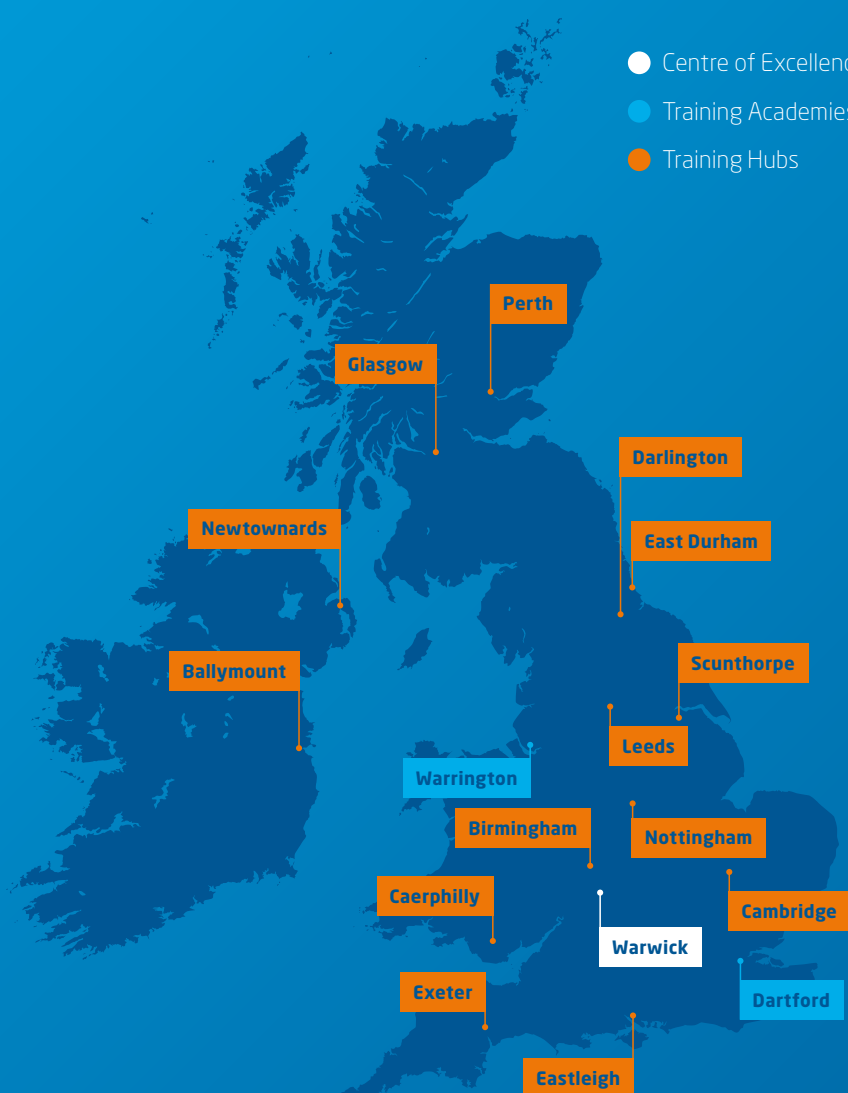 Centre of Excellenc
Training Academies
Training Hubs
Perth
Glasgow
Darlington
Newtownards
East Durham
Scunthorpe
Ballymount
Leeds
Warrington
Birmingham
Nottingham
Caerphilly
Cambridge
Warwick
Exeter
Dartford
Eastleigh